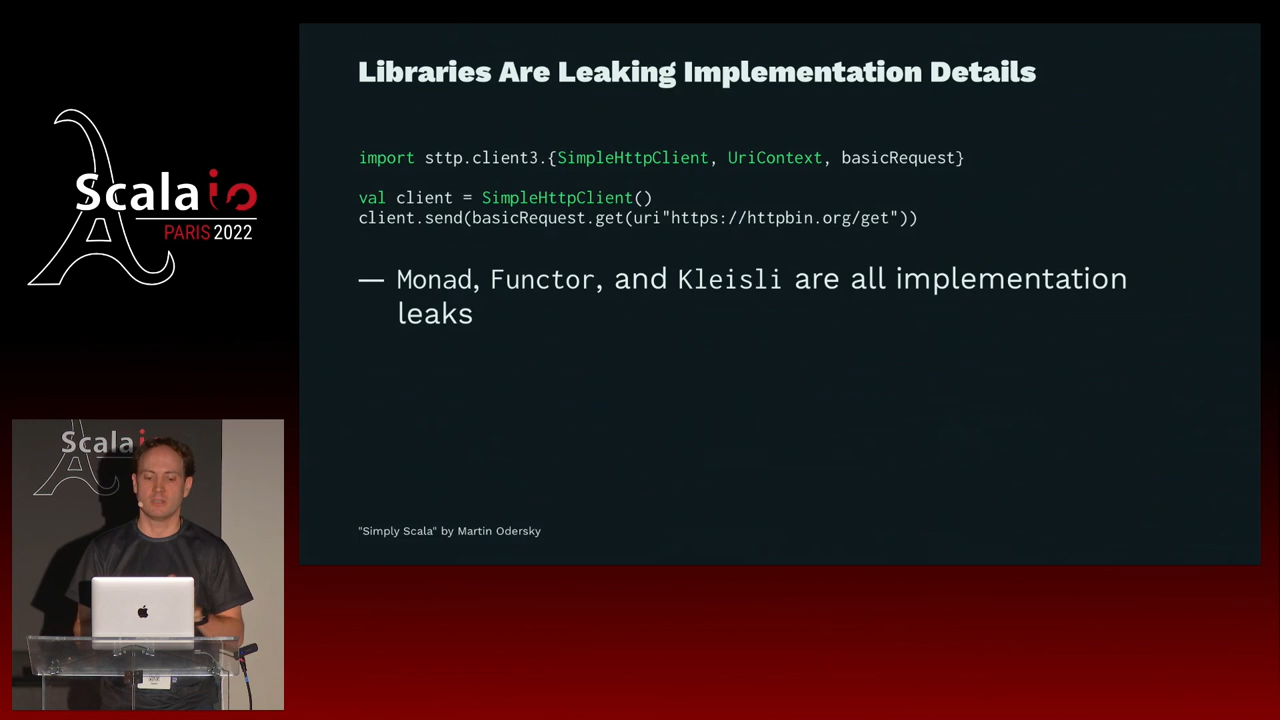 Scala io
PARIS 2022
Libraries Are Leaking Implementation Details
import sttp.client3.{SimpleHttpClient, UriContext, basicRequest}
val client = SimpleHttpClient()
client.send(basicRequest.get(uri"https://httpbin.org/get"))
— Monad, Functor, and Kleisli are all implementation
leaks
"Simply Scala" by Martin Odersky
Scala i